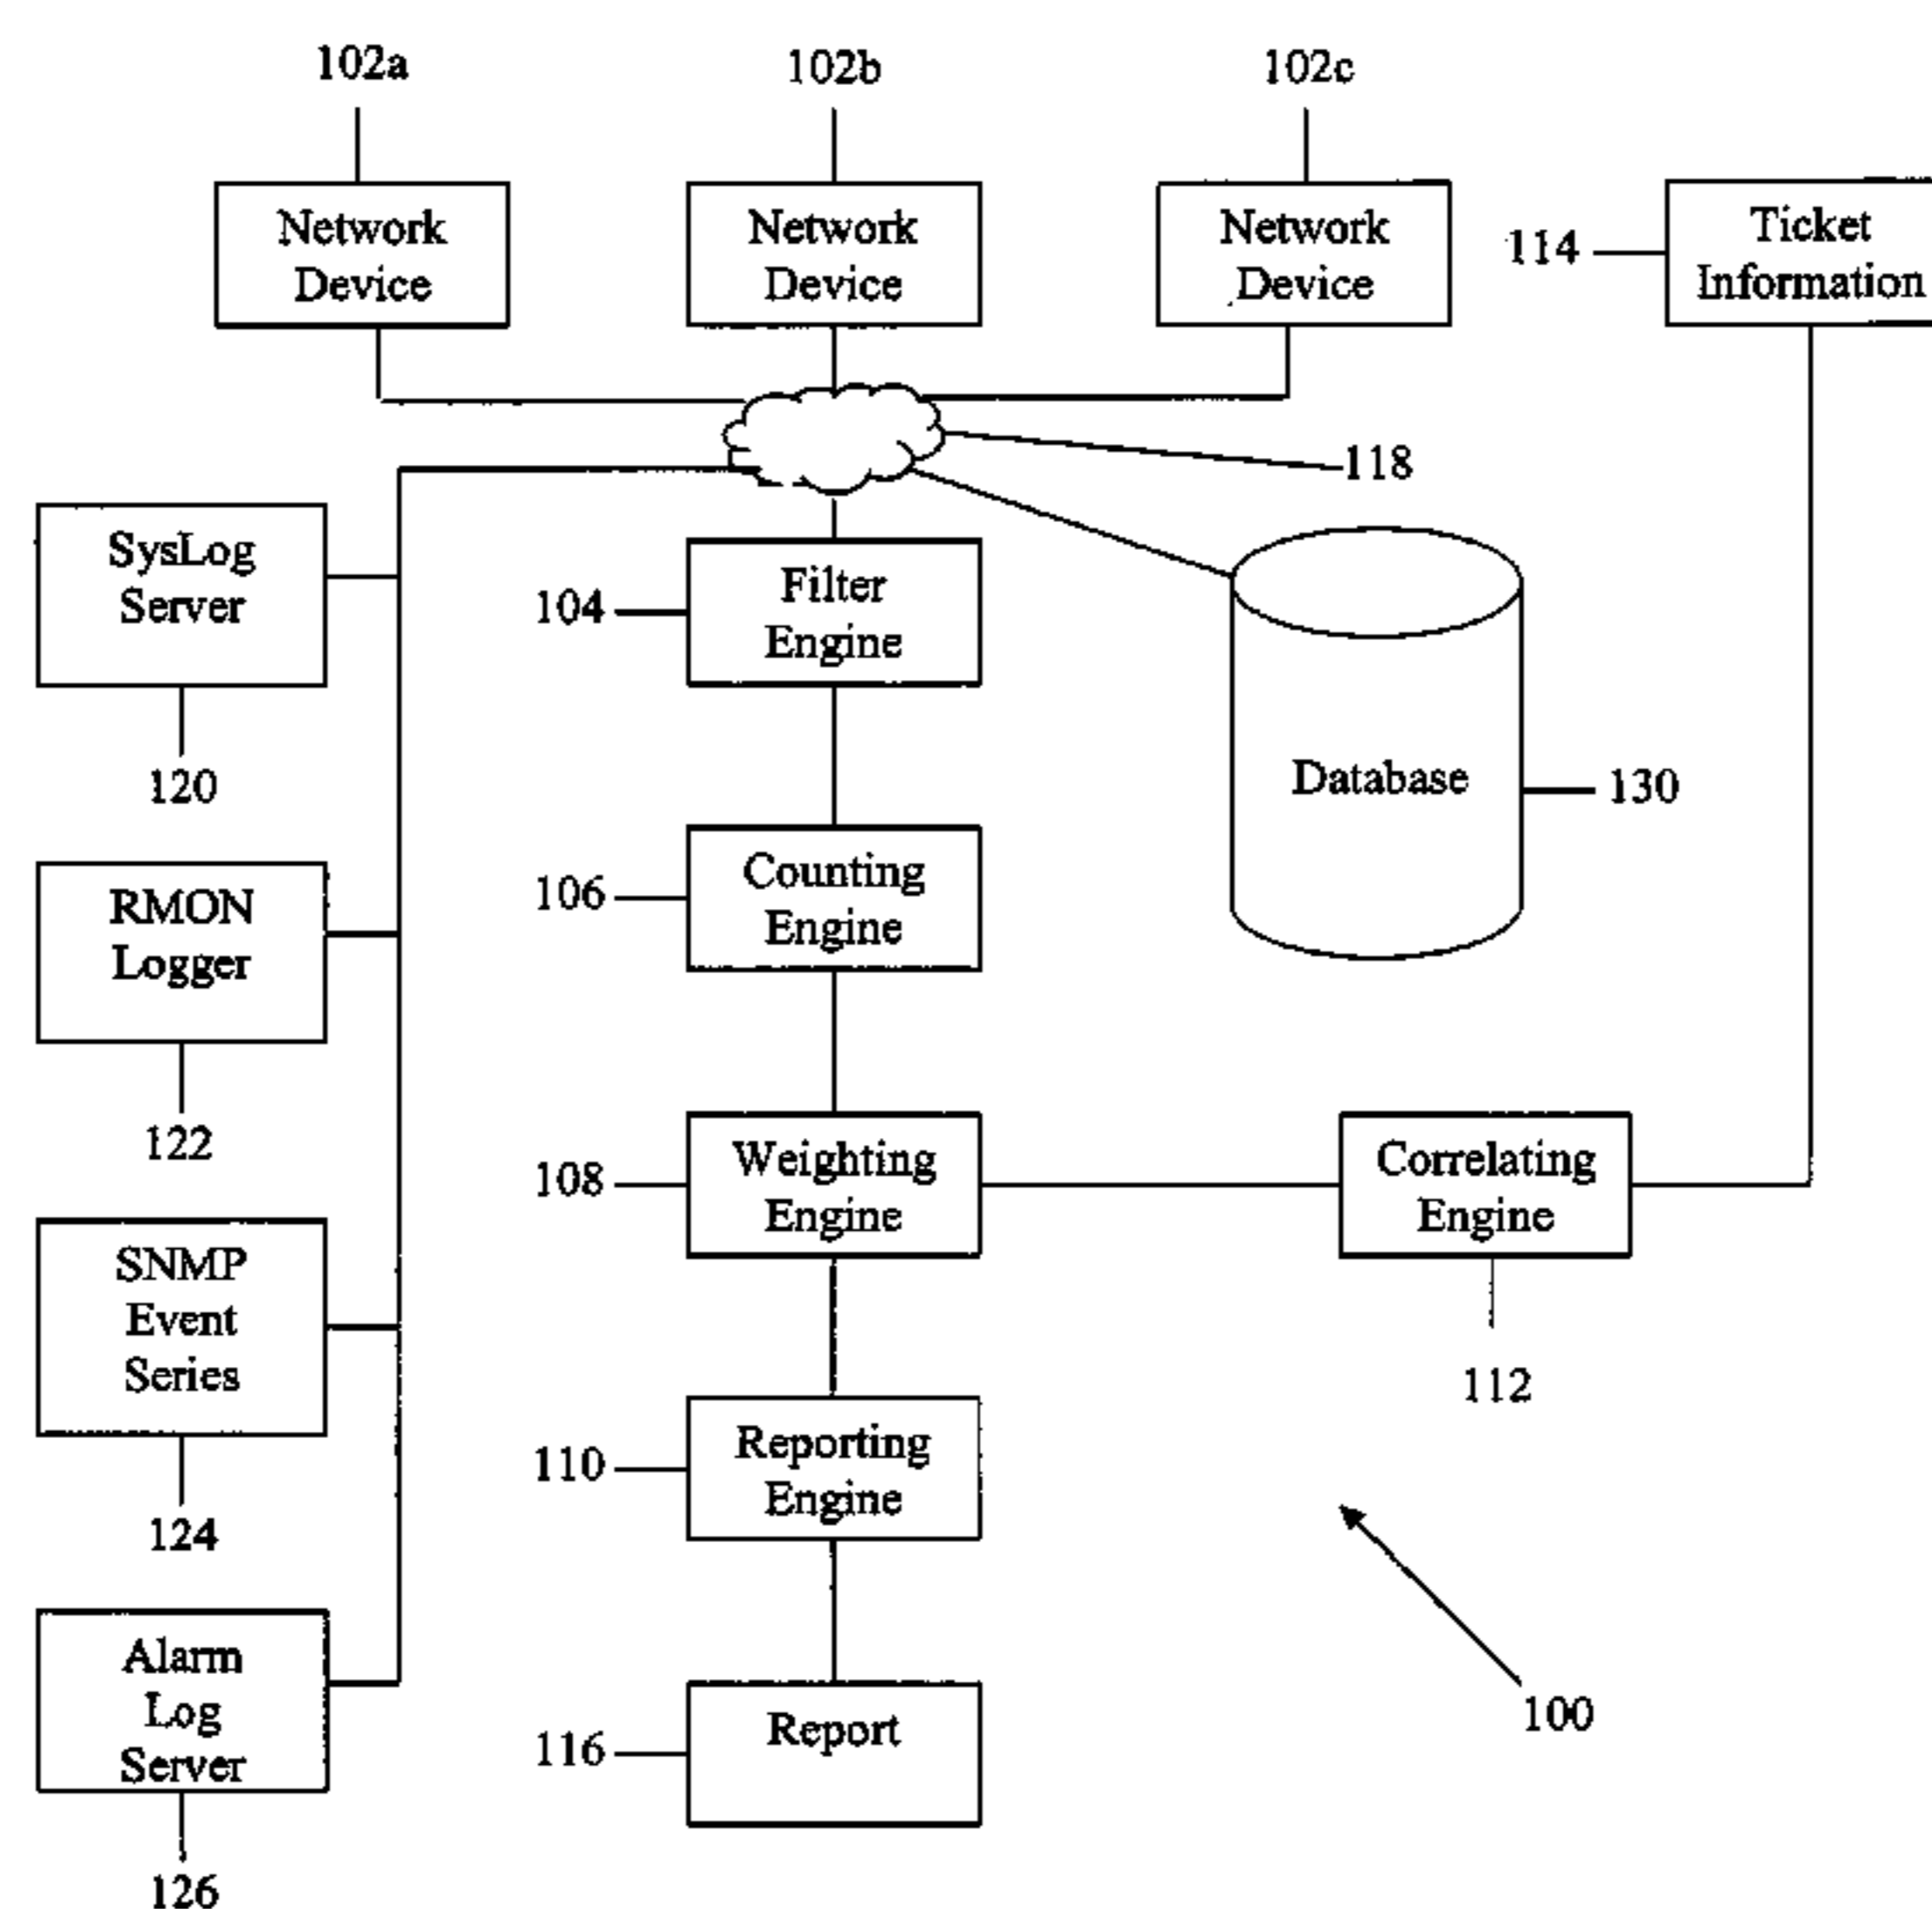 102a
102b
102c
Network
Device
Network
Device
Network
Device
114
Ticket
Information
118
SysLog
Server
120
104
Filter
Engine
Database
130
106
Counting
Engine
RMON
Logger
122
108
Weighting
Engine
Correlating
Engine
112
SNMP
Event
Series
124
110
Reporting
Engine
100
Alarm
Log
Server
126
116
Report